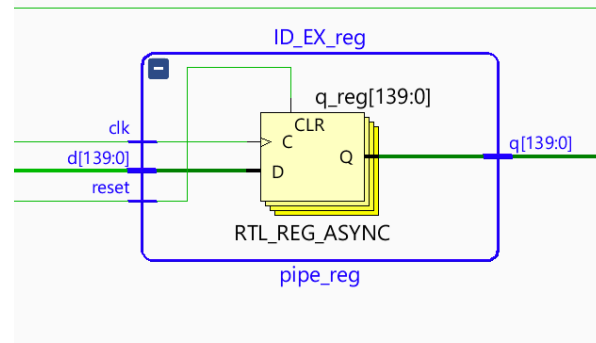 ID_EX_reg
q_reg[139:0]
CLR
clk
C
q[139:0]
d[139:0]
Q
D
reset
RTL_REG_ASYNC
pipe_reg